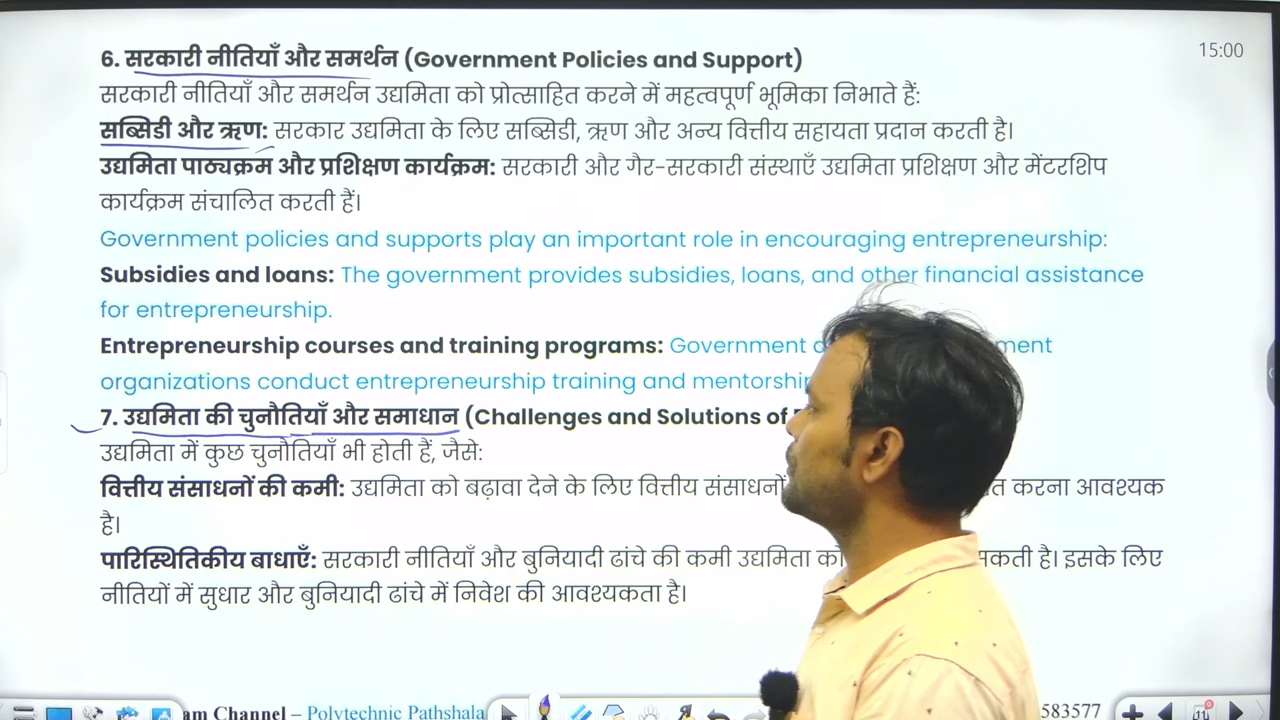 15:00
6. सरकारी नीतियाँ और समर्थन (Government Policies and Support)
सरकारी नीतियाँ और समर्थन उद्यमिता को प्रोत्साहित करने में महत्वपूर्ण भूमिका निभाते हैं:
सब्सिडी और ऋण: सरकार उद्यमिता के लिए सब्सिडी, ऋण और अन्य वित्तीय सहायता प्रदान करती है।
उद्यमिता पाठ्यक्रम और प्रशिक्षण कार्यक्रम: सरकारी और गैर-सरकारी संस्थाएँ उद्यमिता प्रशिक्षण और मेंटरशिप
कार्यक्रम संचालित करती हैं।
Government policies and supports play an important role in encouraging entrepreneurship:
Subsidies and loans: The government provides subsidies, loans, and other financial assistance
for entrepreneurship.
Entrepreneurship courses and training programs: Government
organizations conduct entrepreneurship training and
7. उद्यमिता की चुनौतियाँ और समाधान (Challenges and Solutions of
उद्यमिता में कुछ चुनौतियाँ भी होती हैं, जैसे:
वित्तीय संसाधनों की कमी: उद्यमिता को बढ़ावा देने के लिए वित्तीय संसाधनों करना आवश्यक
है।
पारिस्थितिकीय बाधाएँ: सरकारी नीतियाँ और बुनियादी ढांचे की कमी उद्यमिता सकती है। इसके लिए
नीतियों में सुधार और बुनियादी ढांचे में निवेश की आवश्यकता है।
am Channel – Polytechnic Pathshala 583577
11